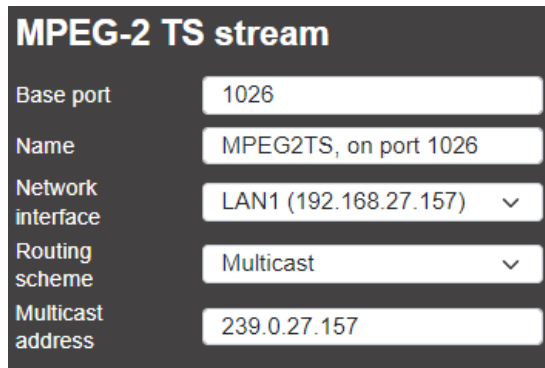 MPEG-2 TS stream
Base port 1026
Name MPEG2TS, on port 1026
Network
interface LAN1 (192.168.27.157)
Routing
scheme Multicast
Multicast
address 239.0.27.157